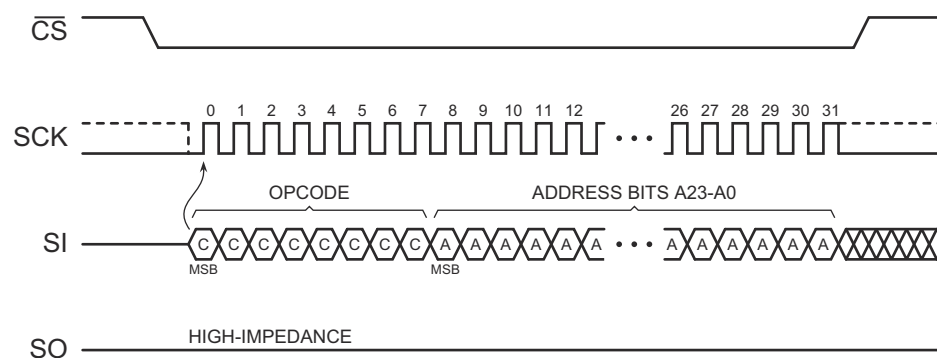 CS
0 1 2 3 4 5 6 7 8 9 10 11 12 26 27 28 29 30 31
SCK • • •
OPCODE ADDRESS BITS A23-A0
SI C C C C C C C C A A A A A A • • • A A A A A A
MSB MSB
HIGH-IMPEDANCE
SO